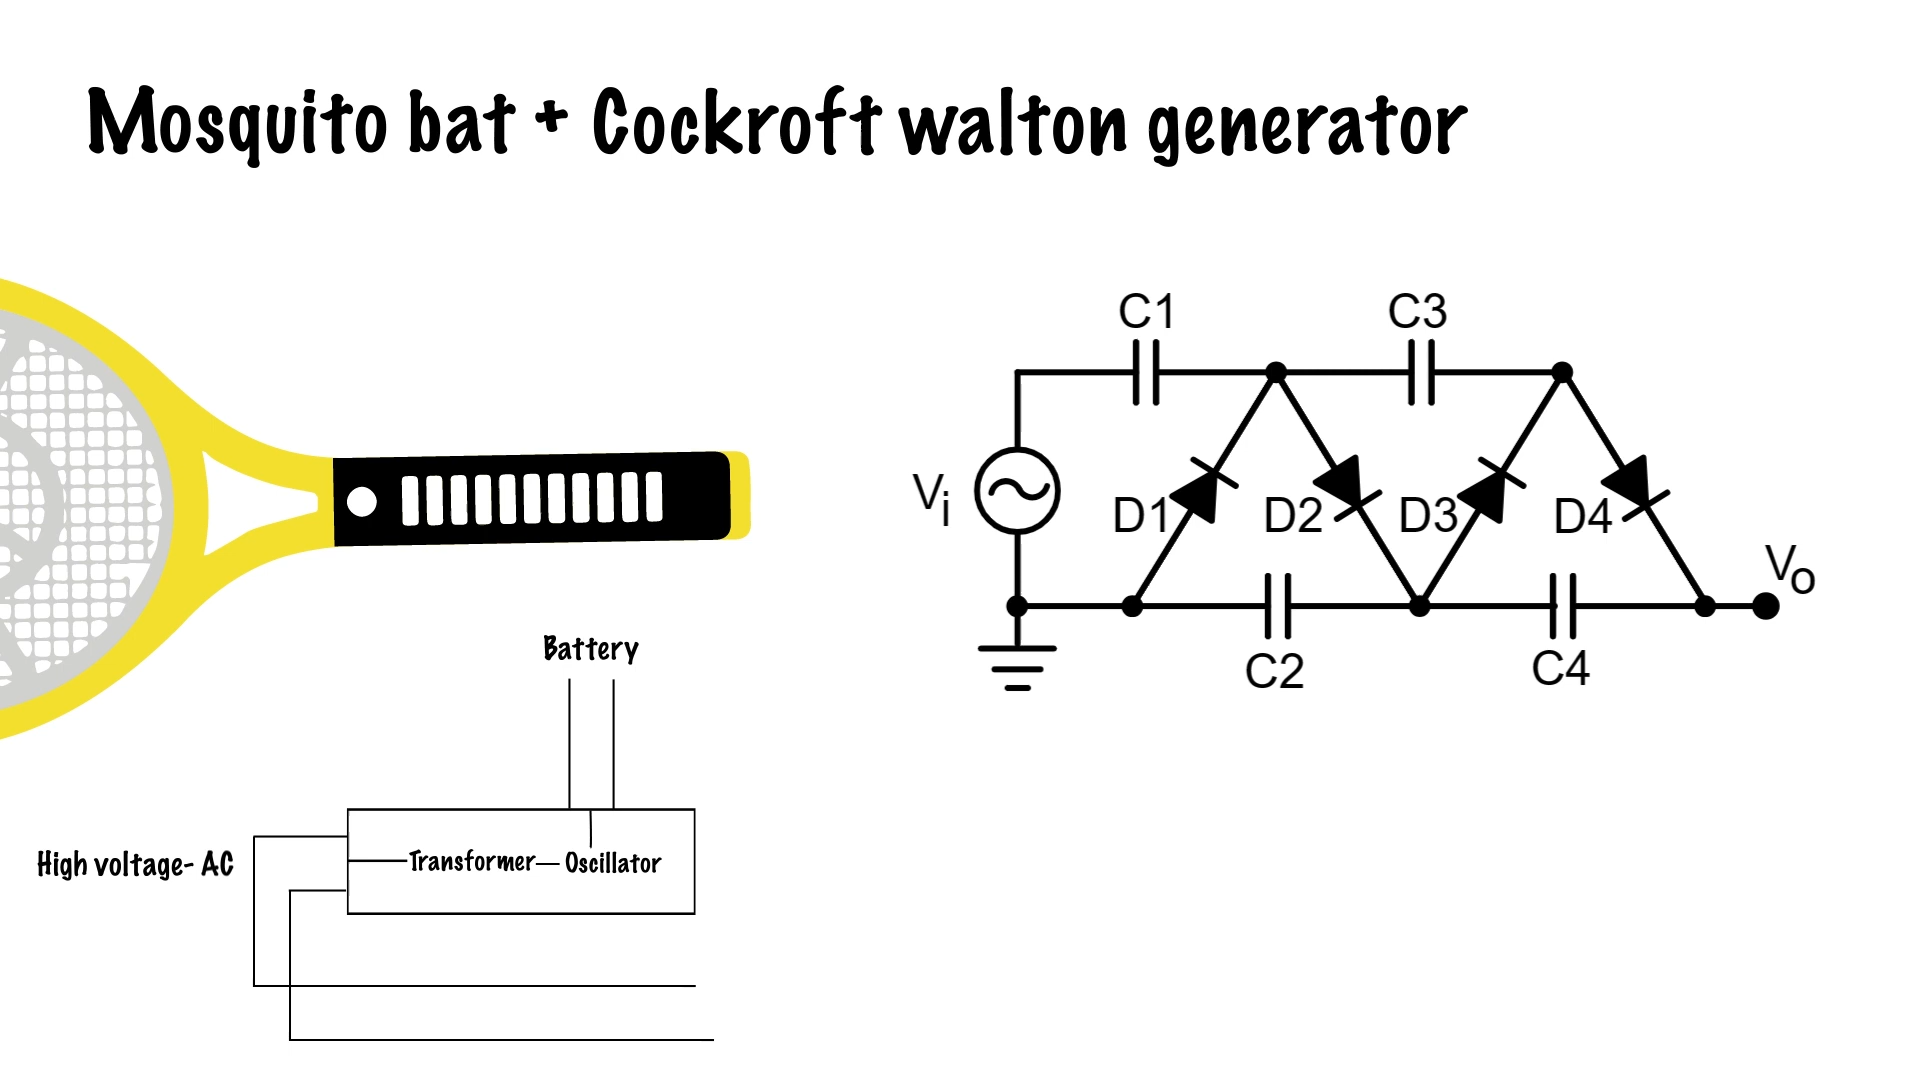 Mosquito bat + Cockroft walton generator
C1
C3
Vi
D1
D2
D3
D4
Vo
C2
C4
Battery
High voltage- AC
Transformer
Oscillator